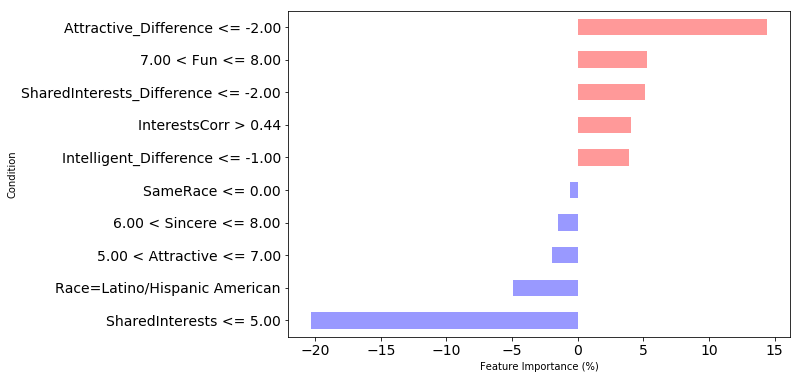 Attractive_Difference <= -2.00
7.00 < Fun <= 8.00
SharedInterests_Difference <= -2.00
InterestsCorr > 0.44
Intelligent_Difference <= -1.00
SameRace <= 0.00
6.00 < Sincere <= 8.00
5.00 < Attractive <= 7.00
Race=Latino/Hispanic American
SharedInterests <= 5.00
Condition
−20 −15 −10 −5 0 5 10 15
Feature Importance (%)